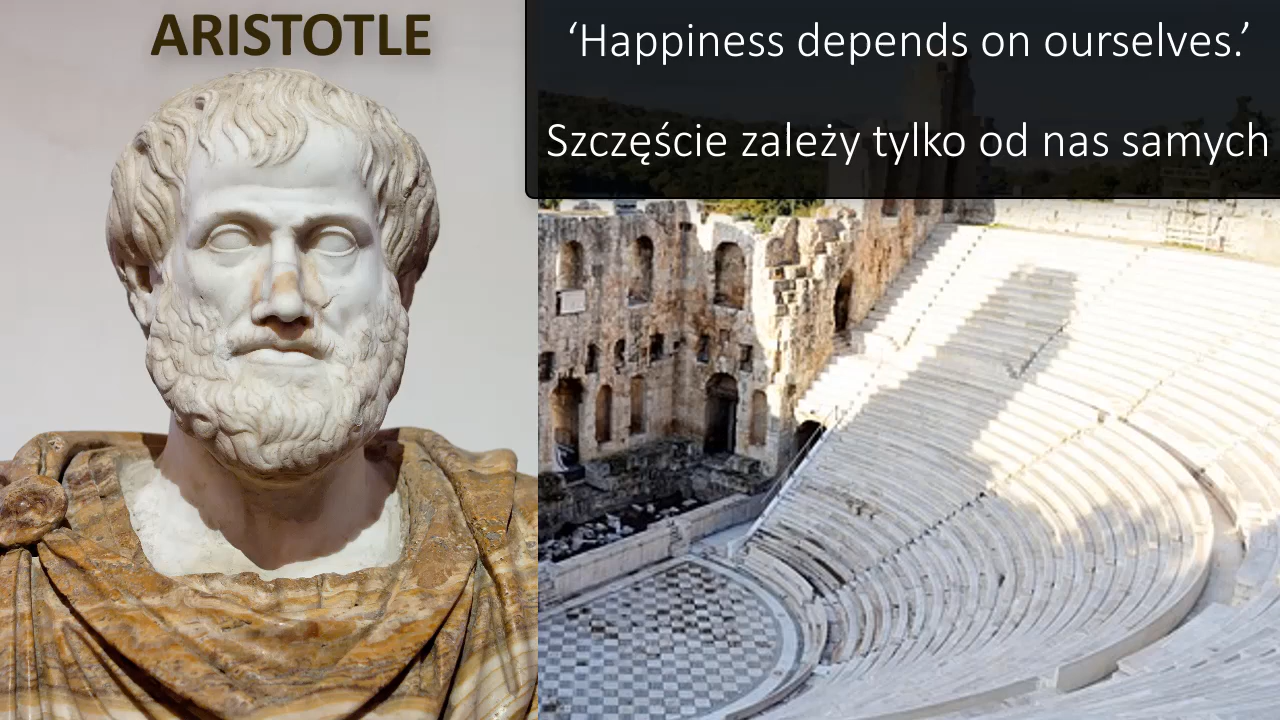 ARISTOTLE
‘Happiness depends on ourselves.’
Szczęście zależy tylko od nas samych